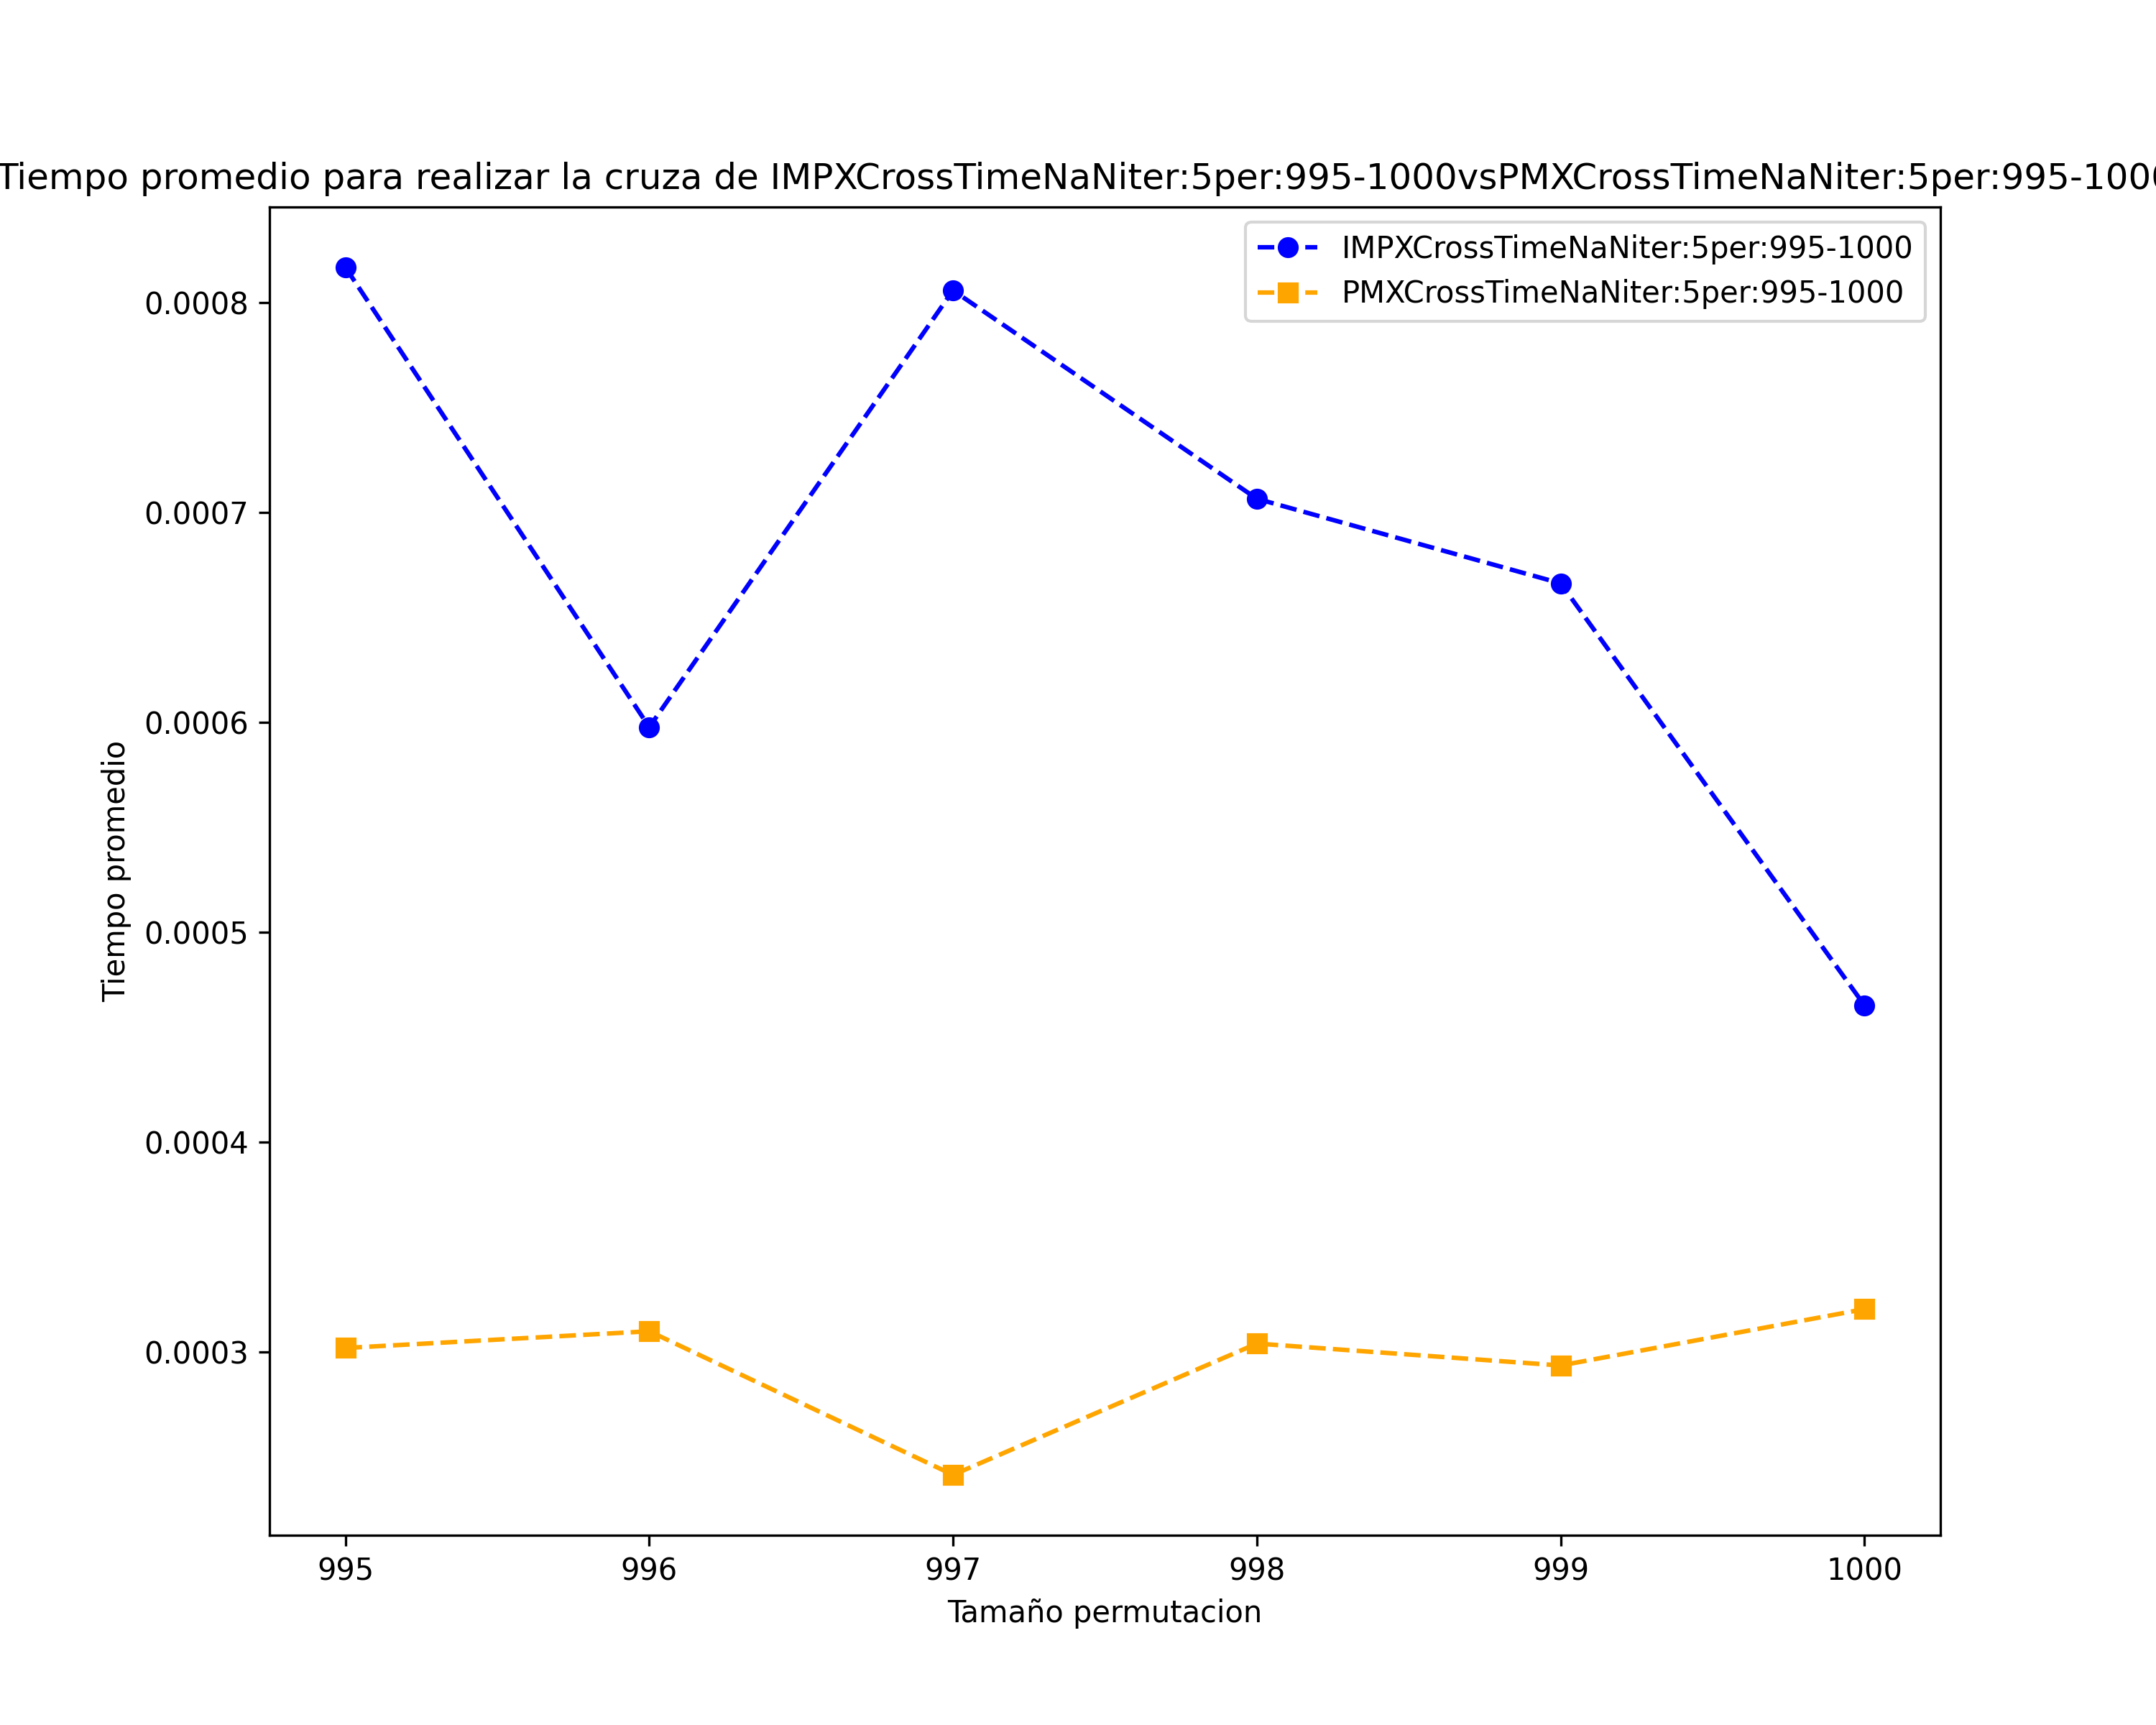 Tiempo promedio para realizar la cruza de IMPXCrossTimeNaNiter:5per:995-1000vsPMXCrossTimeNaNiter:5per:995-1000
IMPXCrossTimeNaNiter:5per:995-1000
PMXCrossTimeNaNiter:5per:995-1000
0.0008
0.0007
0.0006
0.0005
0.0004
0.0003
Tiempo promedio
995 996 997 998 999 1000
Tamaño permutacion